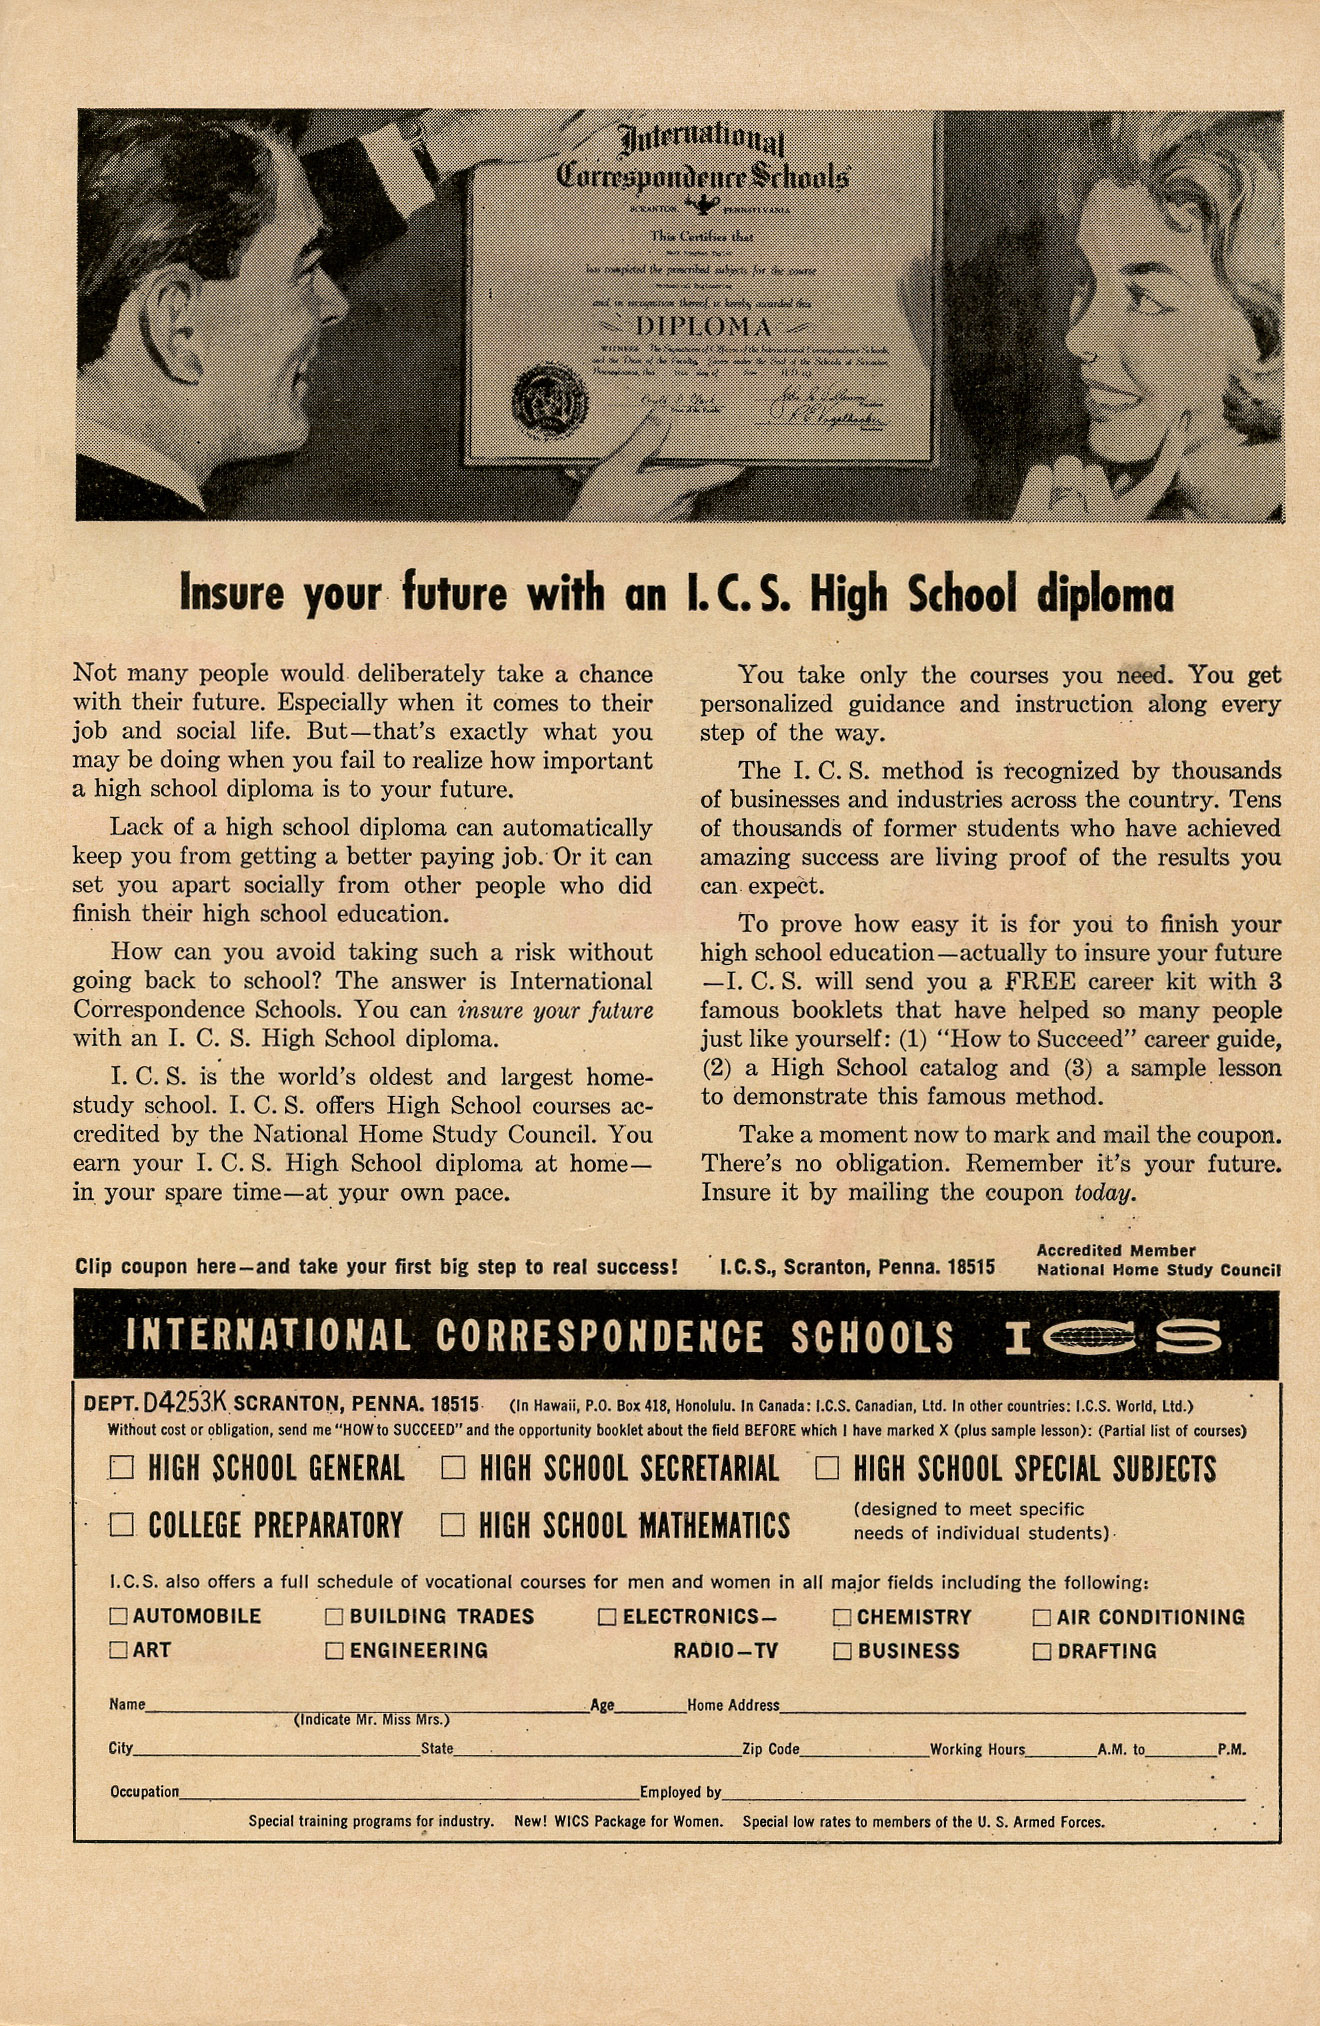 International
Correspondence Schools
SCRANTON, PENNSYLVANIA
This Certifies that
has completed the prescribed subjects for the course
and in recognition thereof is hereby awarded this
DIPLOMA
Insure your future with an I. C. S. High School diploma
Not many people would deliberately take a chance
with their future. Especially when it comes to their
job and social life. But—that's exactly what you
may be doing when you fail to realize how important
a high school diploma is to your future.
Lack of a high school diploma can automatically
keep you from getting a better paying job. Or it can
set you apart socially from other people who did
finish their high school education.
How can you avoid taking such a risk without
going back to school? The answer is International
Correspondence Schools. You can insure your future
with an I. C. S. High School diploma.
I. C. S. is the world's oldest and largest home-
study school. I. C. S. offers High School courses ac-
credited by the National Home Study Council. You
earn your I. C. S. High School diploma at home—
in your spare time—at your own pace.
You take only the courses you need. You get
personalized guidance and instruction along every
step of the way.
The I. C. S. method is recognized by thousands
of businesses and industries across the country. Tens
of thousands of former students who have achieved
amazing success are living proof of the results you
can expect.
To prove how easy it is for you to finish your
high school education—actually to insure your future
—I. C. S. will send you a FREE career kit with 3
famous booklets that have helped so many people
just like yourself: (1) "How to Succeed" career guide,
(2) a High School catalog and (3) a sample lesson
to demonstrate this famous method.
Take a moment now to mark and mail the coupon.
There's no obligation. Remember it's your future.
Insure it by mailing the coupon today.
Clip coupon here—and take your first big step to real success! I.C.S., Scranton, Penna. 18515
Accredited Member
National Home Study Council
INTERNATIONAL CORRESPONDENCE SCHOOLS ICS
DEPT. D4253K SCRANTON, PENNA. 18515 (In Hawaii, P.O. Box 418, Honolulu. In Canada: I.C.S. Canadian, Ltd. In other countries: I.C.S. World, Ltd.)
Without cost or obligation, send me "HOW to SUCCEED" and the opportunity booklet about the field BEFORE which I have marked X (plus sample lesson): (Partial list of courses)
HIGH SCHOOL GENERAL HIGH SCHOOL SECRETARIAL HIGH SCHOOL SPECIAL SUBJECTS
COLLEGE PREPARATORY HIGH SCHOOL MATHEMATICS
(designed to meet specific
needs of individual students)
I.C.S. also offers a full schedule of vocational courses for men and women in all major fields including the following:
AUTOMOBILE BUILDING TRADES ELECTRONICS— CHEMISTRY AIR CONDITIONING
ART ENGINEERING RADIO—TV BUSINESS DRAFTING
Name Age Home Address
(Indicate Mr. Miss Mrs.)
City State Zip Code Working Hours A.M. to P.M.
Occupation Employed by
Special training programs for industry. New! WICS Package for Women. Special low rates to members of the U. S. Armed Forces.